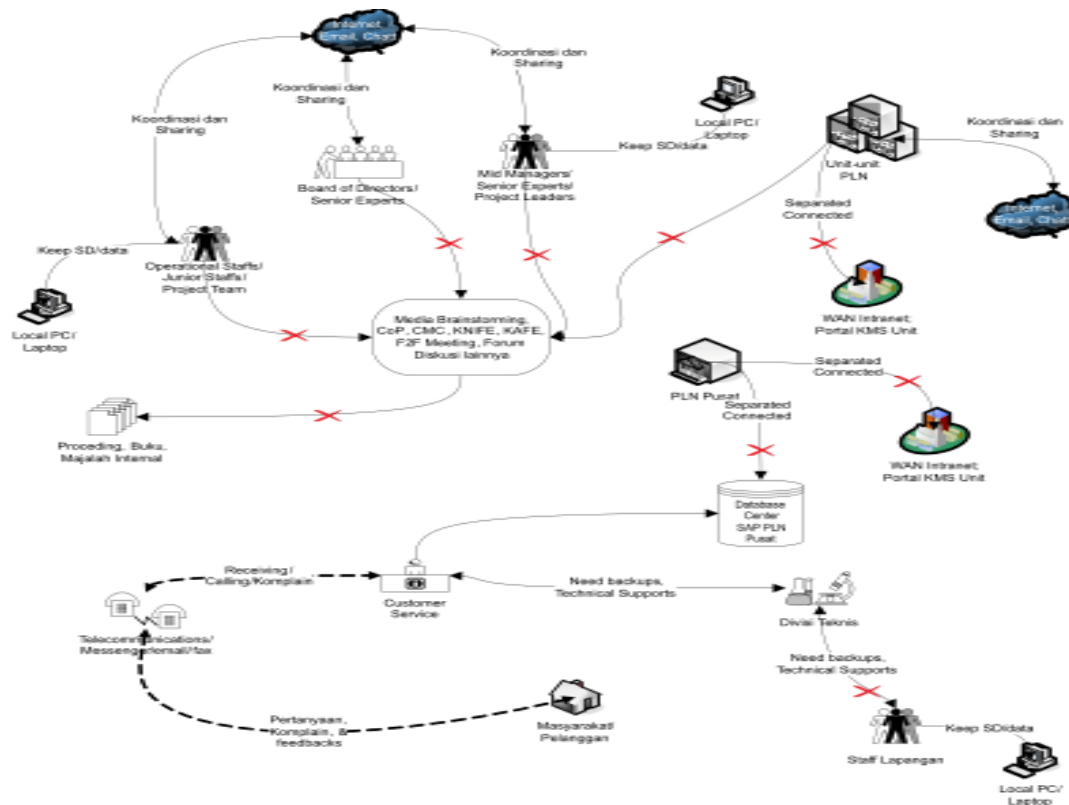 Internet,
Email, Chat
Koordinasi dan
Sharing
Koordinasi dan
Sharing
Koordinasi dan
Sharing
Local PC/
Laptop
Keep SD/data
Koordinasi dan
Sharing
Unit-unit
PLN
Board of Directors/
Senior Experts
Mid Managers/
Senior Experts/
Project Leaders
Separated
Connected
Internet,
Email, Chat
Keep SD/data
Operational Staffs/
Junior Staffs/
Project Team
Local PC/
Laptop
WAN Intranet;
Portal KMS Unit
Media Brainstorming,
CoP, CMC, KNIFE, KAFE,
F2F Meeting, Forum
Diskusi lainnya
Separated
Connected
PLN Pusat
Separated
Connected
Proceding, Buku,
Majalah Internal
WAN Intranet;
Portal KMS Unit
Database
Center
SAP PLN
Pusat
Receiving/
Calling/Komplain
Customer
Service
Need backups,
Technical Supports
Divisi Teknis
Telecommunications/
Messenger/email/fax
Need backups,
Technical Supports
Pertanyaan,
Komplain, &
feedbacks
Masyarakat/
Pelanggan
Keep SD/data
Staff Lapangan
Local PC/
Laptop